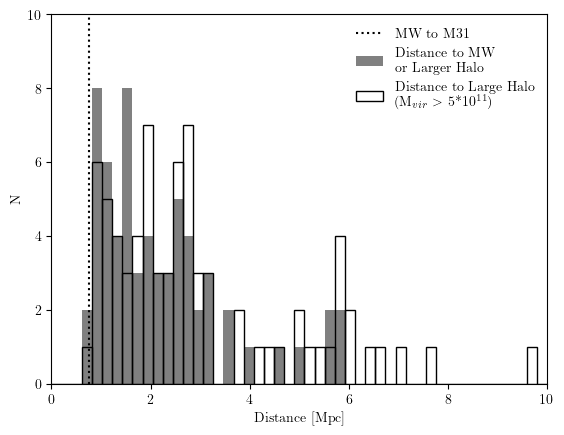 10
8
6
4
2
0
N
MW to M31
Distance to MW
or Larger Halo
Distance to Large Halo
(M_{vir} > 5*10^{11})
0 2 4 6 8 10
Distance [Mpc]